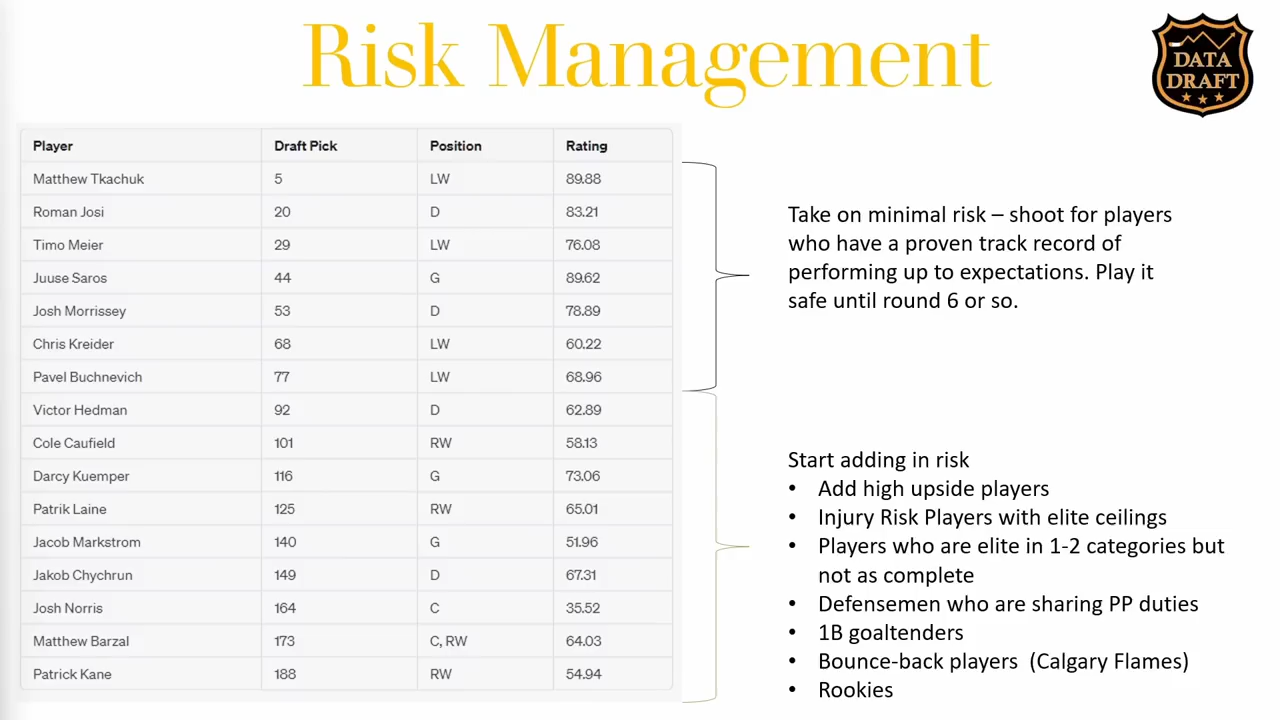 Risk Management
DATA
DRAFT
Player Draft Pick Position Rating
Matthew Tkachuk 5 LW 89.88
Roman Josi 20 D 83.21
Timo Meier 29 LW 76.08
Juuse Saros 44 G 89.62
Josh Morrissey 53 D 78.89
Chris Kreider 68 LW 60.22
Pavel Buchnevich 77 LW 68.96
Victor Hedman 92 D 62.89
Cole Caufield 101 RW 58.13
Darcy Kuemper 116 G 73.06
Patrik Laine 125 RW 65.01
Jacob Markstrom 140 G 51.96
Jakob Chychrun 149 D 67.31
Josh Norris 164 C 35.52
Matthew Barzal 173 C, RW 64.03
Patrick Kane 188 RW 54.94
Take on minimal risk – shoot for players
who have a proven track record of
performing up to expectations. Play it
safe until round 6 or so.
Start adding in risk
• Add high upside players
• Injury Risk Players with elite ceilings
• Players who are elite in 1-2 categories but
not as complete
• Defensemen who are sharing PP duties
• 1B goaltenders
• Bounce-back players (Calgary Flames)
• Rookies